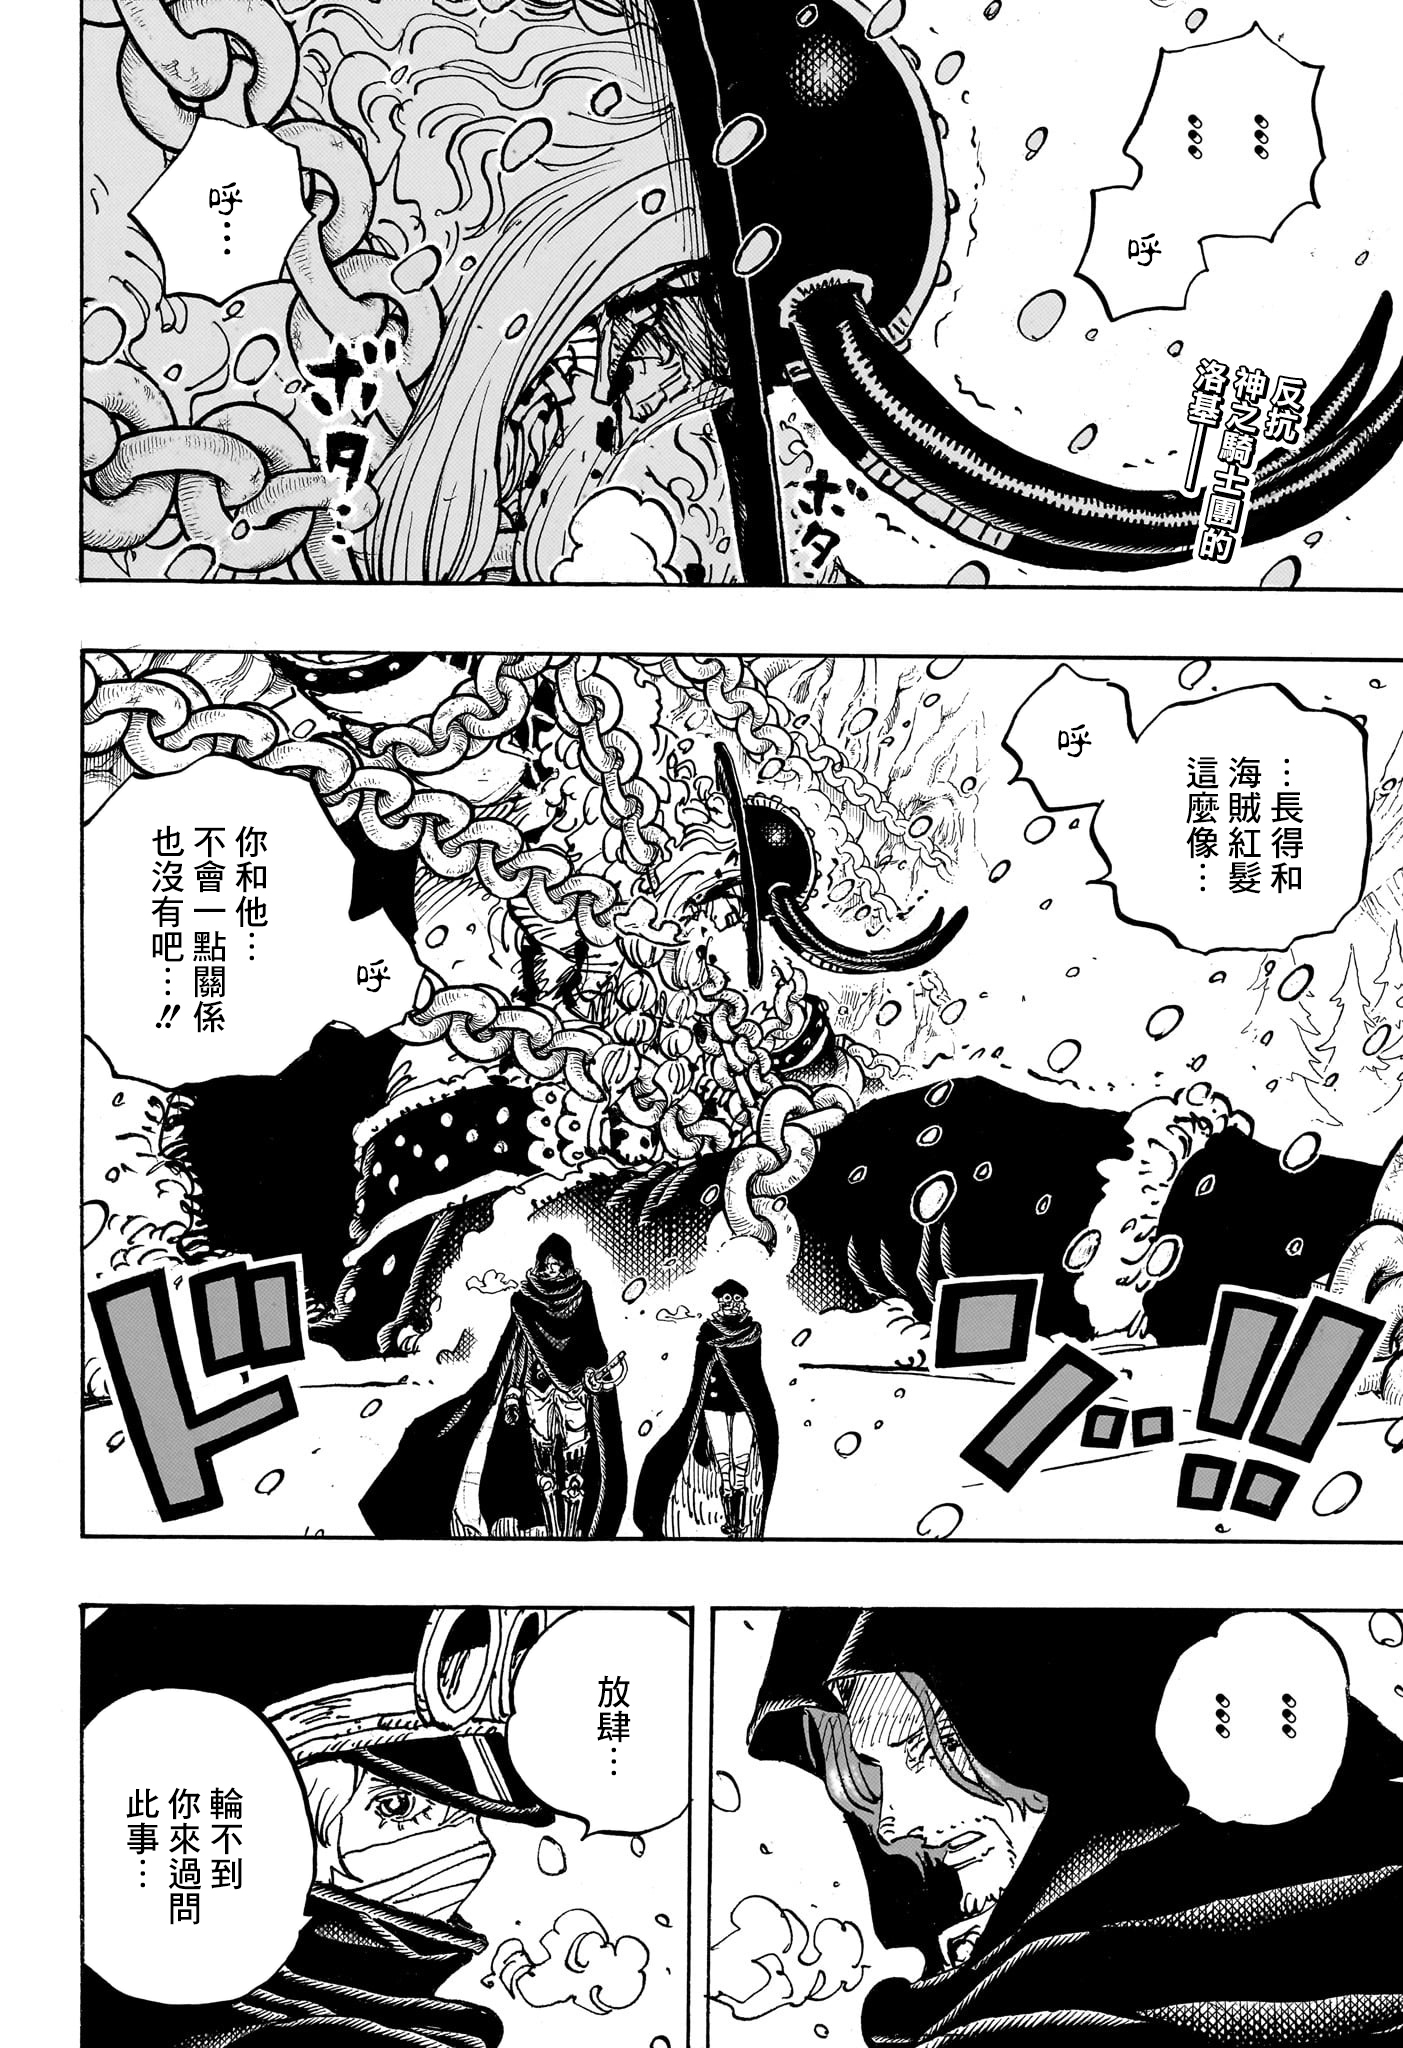 ⋮⋮
呼
反抗
神之騎士團的
洛基——
呼…
ボタ…
ボタ
…長得和
海賊紅髮
這麼像…
呼
你和他…
不會一點關係
也沒有吧…!!
呼
ドン!!
⋮⋮
放肆…
輪不到
你來過問
此事…